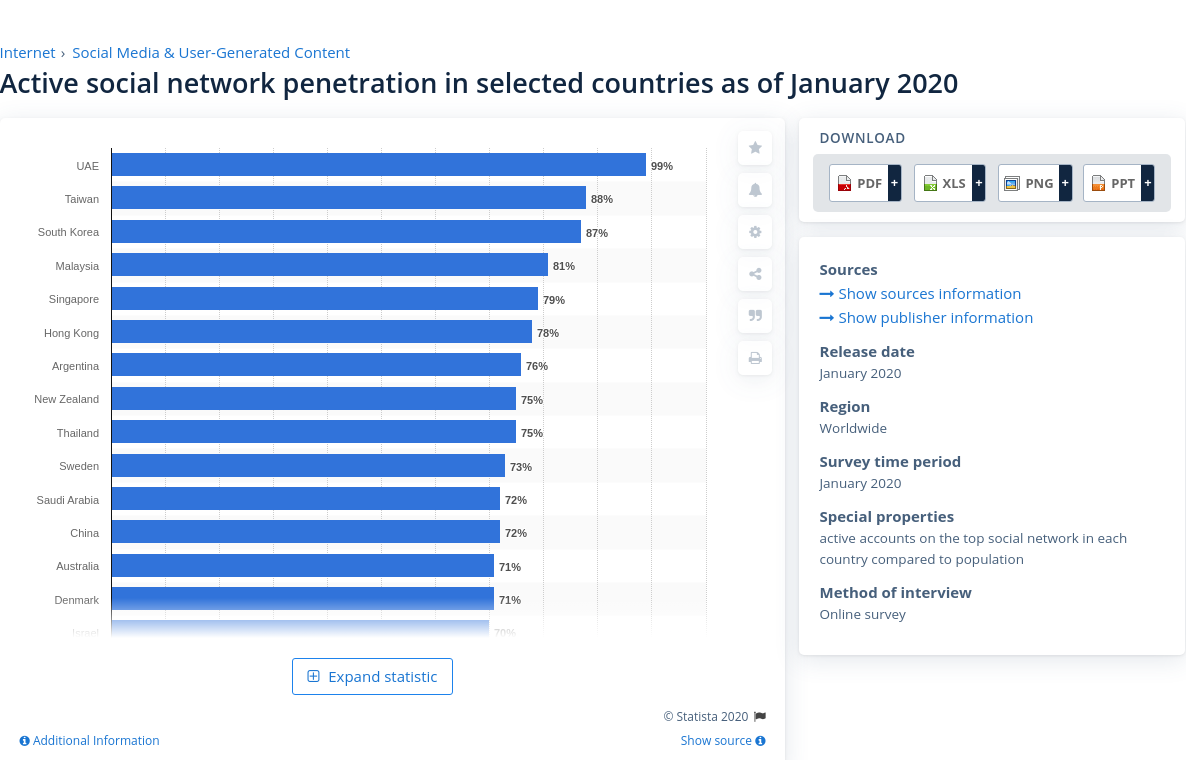 Internet › Social Media & User-Generated Content
Active social network penetration in selected countries as of January 2020
UAE 99%
Taiwan 88%
South Korea 87%
Malaysia 81%
Singapore 79%
Hong Kong 78%
Argentina 76%
New Zealand 75%
Thailand 75%
Sweden 73%
Saudi Arabia 72%
China 72%
Australia 71%
Denmark 71%
Israel 70%
Expand statistic
© Statista 2020
Additional Information
Show source
DOWNLOAD
PDF + XLS + PNG + PPT +
Sources
Show sources information
Show publisher information
Release date
January 2020
Region
Worldwide
Survey time period
January 2020
Special properties
active accounts on the top social network in each
country compared to population
Method of interview
Online survey